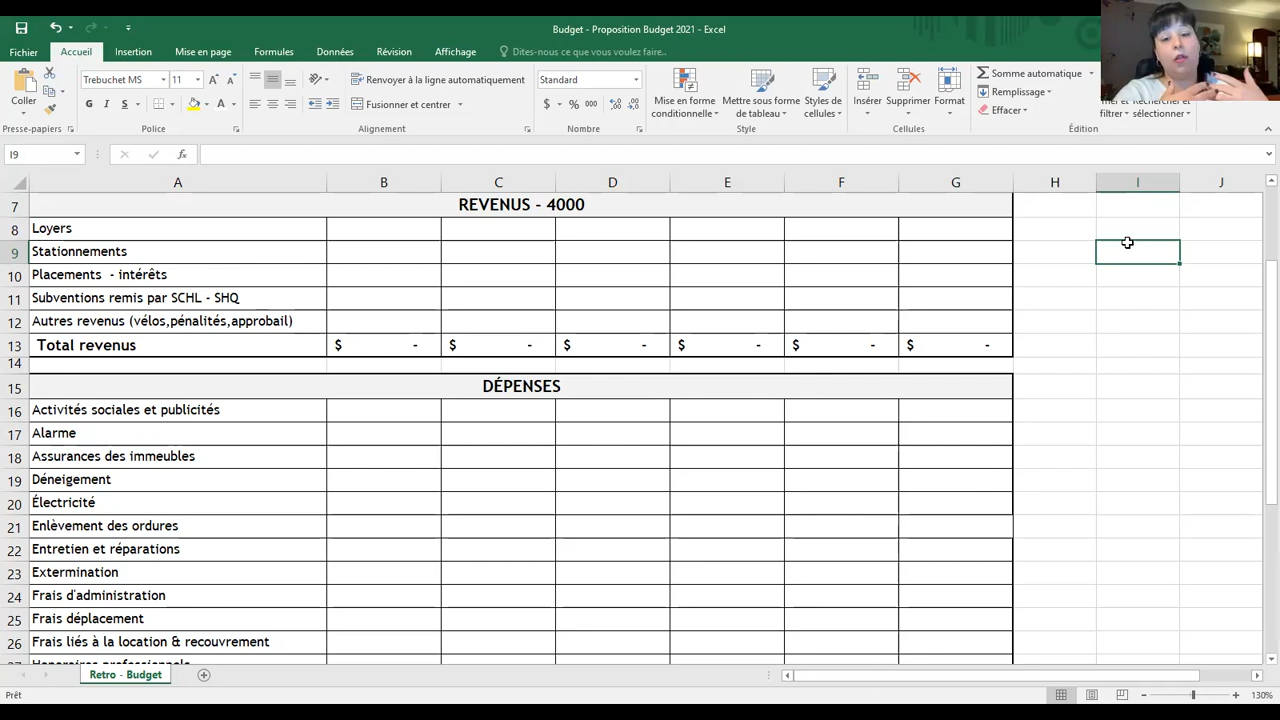 Budget - Proposition Budget 2021 - Excel
Fichier Accueil Insertion Mise en page Formules Données Révision Affichage Dites-nous ce que vous voulez faire..
Coller Trebuchet MS 11 Renvoyer à la ligne automatiquement Standard Mise en forme conditionnelle Mettre sous forme de tableau Styles de cellules Insérer Supprimer Format Somme automatique
G I S A Fusionner et centrer $ % 000 Remplissage
Effacer filtrer Rechercher et sélectionner
Presse-papiers Police Alignement Nombre Style Cellules Édition
I9 fx
A B C D E F G H I J
7 REVENUS - 4000
8 Loyers
9 Stationnements
10 Placements - intérêts
11 Subventions remis par SCHL - SHQ
12 Autres revenus (vélos,pénalités,approbail)
13 Total revenus $ - $ - $ - $ - $ - $ -
14
15 DÉPENSES
16 Activités sociales et publicités
17 Alarme
18 Assurances des immeubles
19 Déneigement
20 Électricité
21 Enlèvement des ordures
22 Entretien et réparations
23 Extermination
24 Frais d'administration
25 Frais déplacement
26 Frais liés à la location & recouvrement
27 Honoraires professionnels
Retro - Budget
Prêt 130%